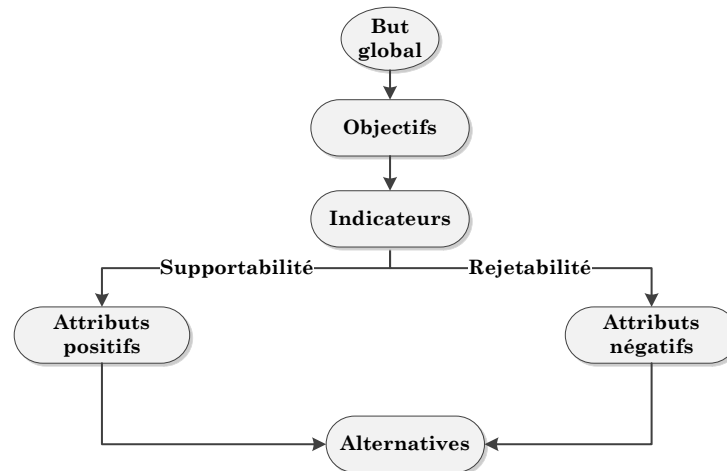 But
global
Objectifs
Indicateurs
Supportabilité
Rejetabilité
Attributs
positifs
Attributs
négatifs
Alternatives